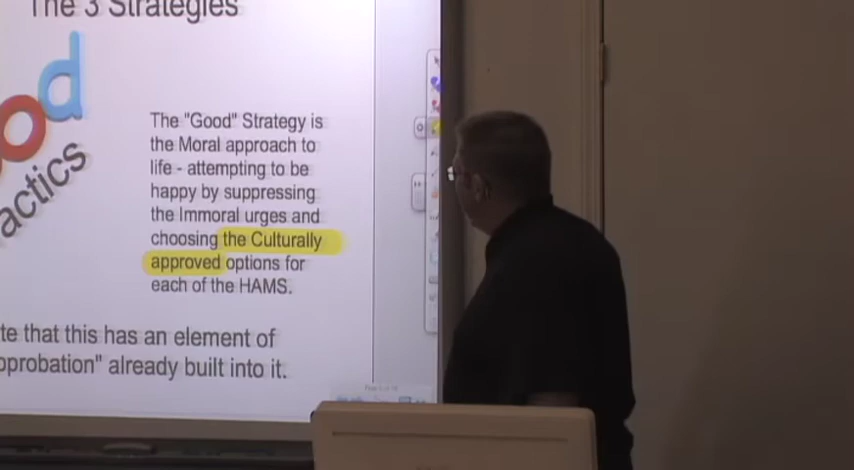 The 3 Strategies
od
actics
The "Good" Strategy is
the Moral approach to
life - attempting to be
happy by suppressing
the Immoral urges and
choosing the Culturally
approved options for
each of the HAMS.
te that this has an element of
pprobation" already built into it.